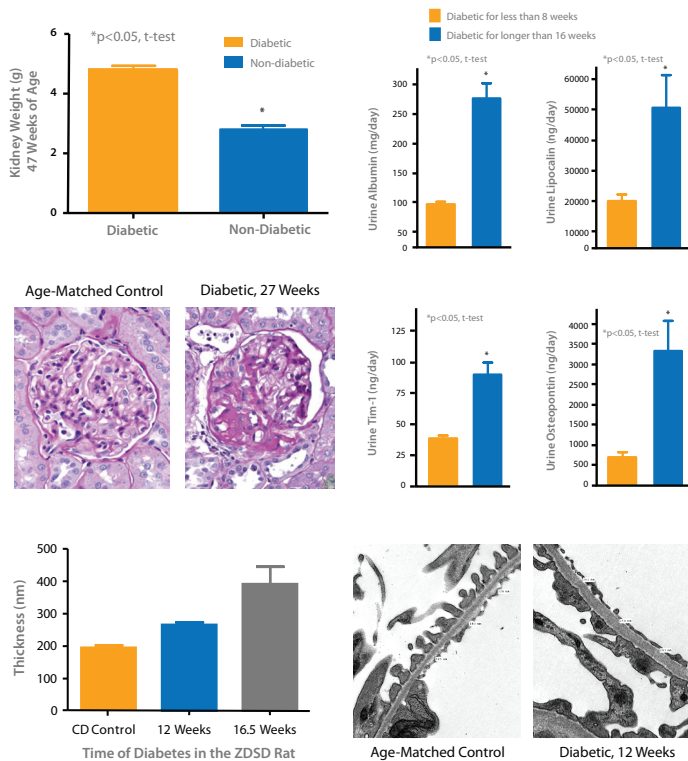 6
4
2
0
Kidney Weight (g)
47 Weeks of Age
*p<0.05, t-test
Diabetic
Non-diabetic
*
Diabetic
Non-Diabetic
Diabetic for less than 8 weeks
Diabetic for longer than 16 weeks
*p<0.05, t-test
*
300
250
200
150
100
50
0
Urine Albumin (mg/day)
*p<0.05, t-test
*
60000
50000
40000
30000
20000
10000
0
Urine Lipocalin (ng/day)
Age-Matched Control
Diabetic, 27 Weeks
*p<0.05, t-test
*
125
100
75
50
25
0
Urine Tim-1 (ng/day)
*
*p<0.05, t-test
4000
3500
3000
2500
2000
1500
1000
500
0
Urine Osteopontin (ng/day)
500
400
300
200
100
0
Thickness (nm)
CD Control
12 Weeks
16.5 Weeks
Time of Diabetes in the ZDSD Rat
Age-Matched Control
Diabetic, 12 Weeks